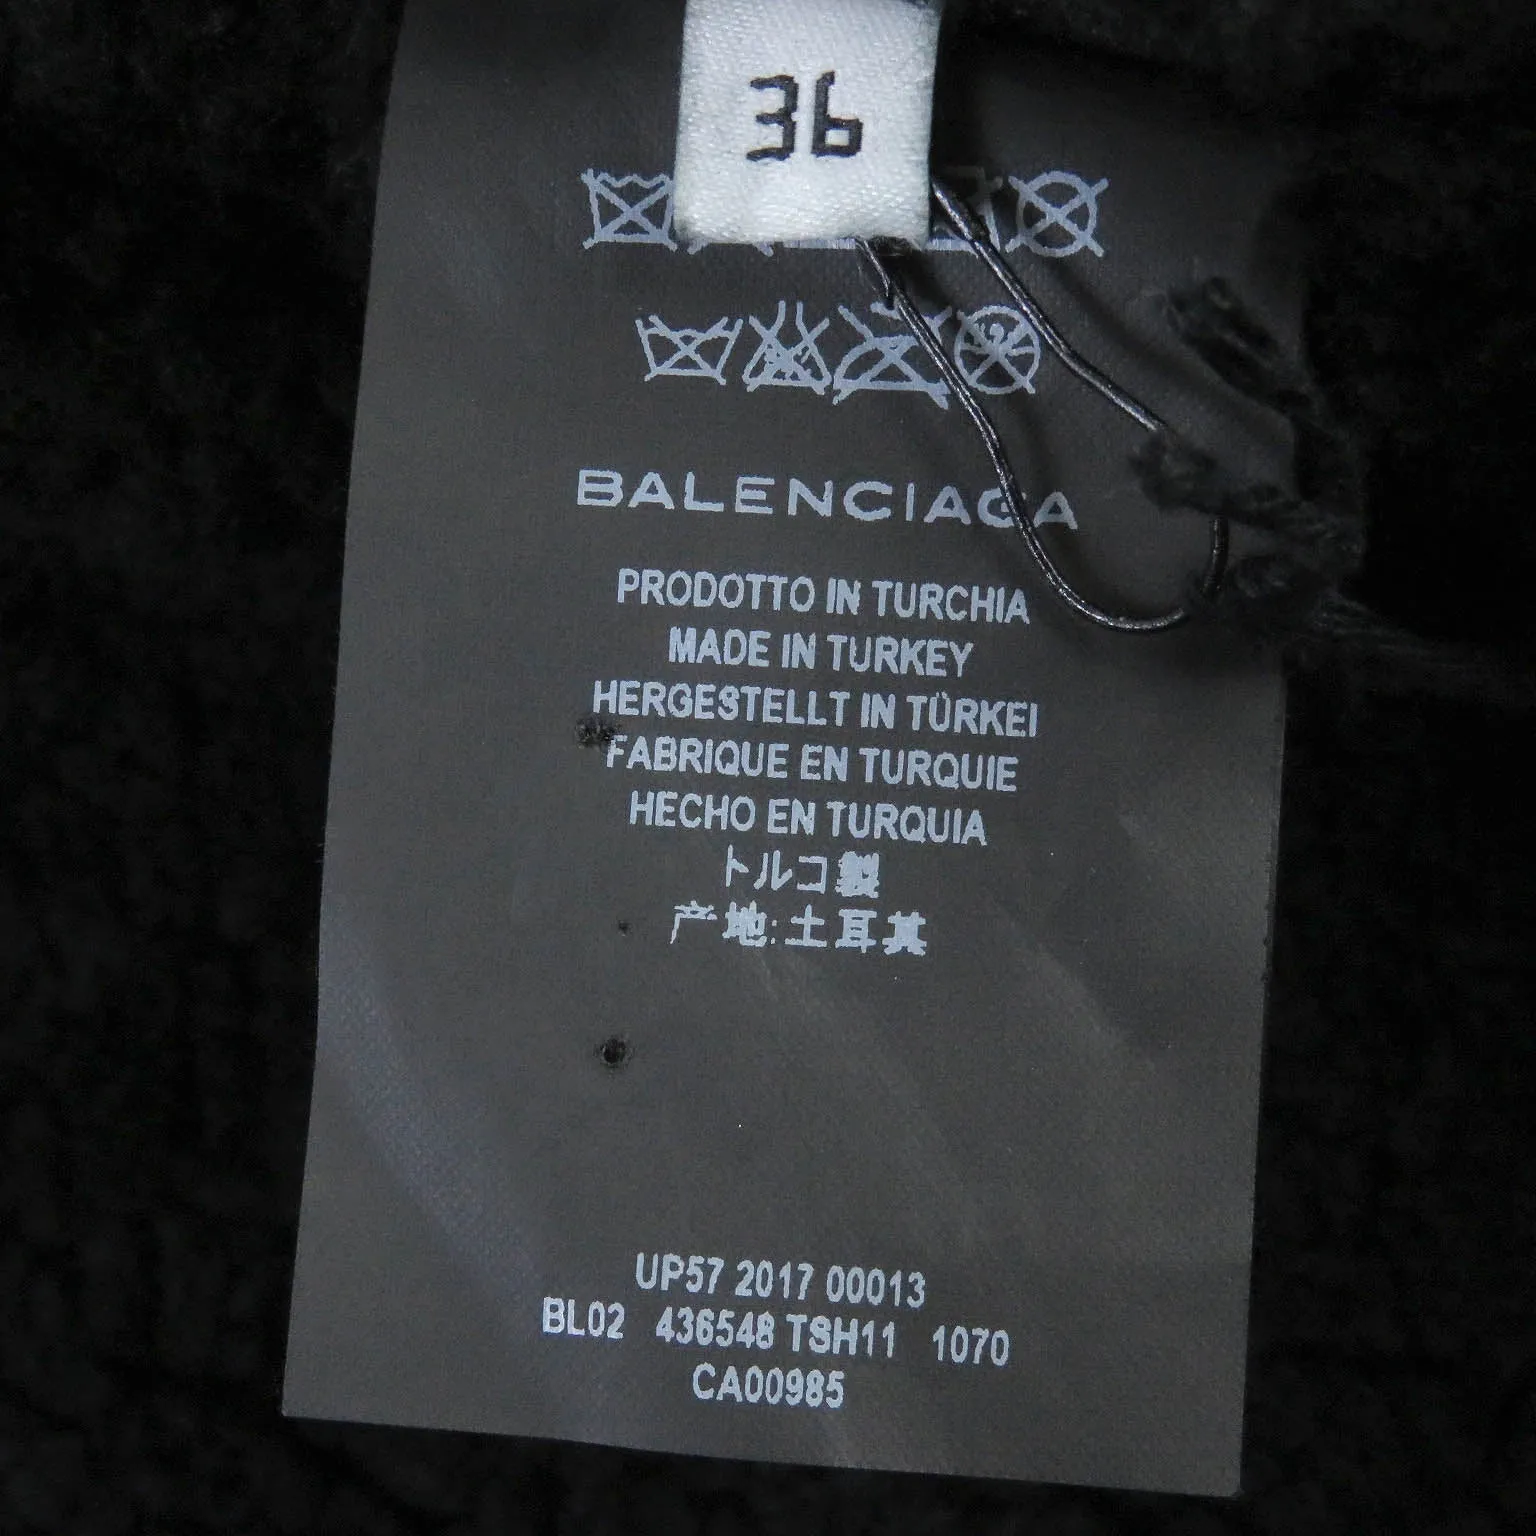 36
BALENCIAGA
PRODOTTO IN TURCHIA
MADE IN TURKEY
HERGESTELLT IN TÜRKEI
FABRIQUE EN TURQUIE
HECHO EN TURQUIA
トルコ製
产地:土耳其
UP57 2017 00013
BL02 436548 TSH11 1070
CA00985